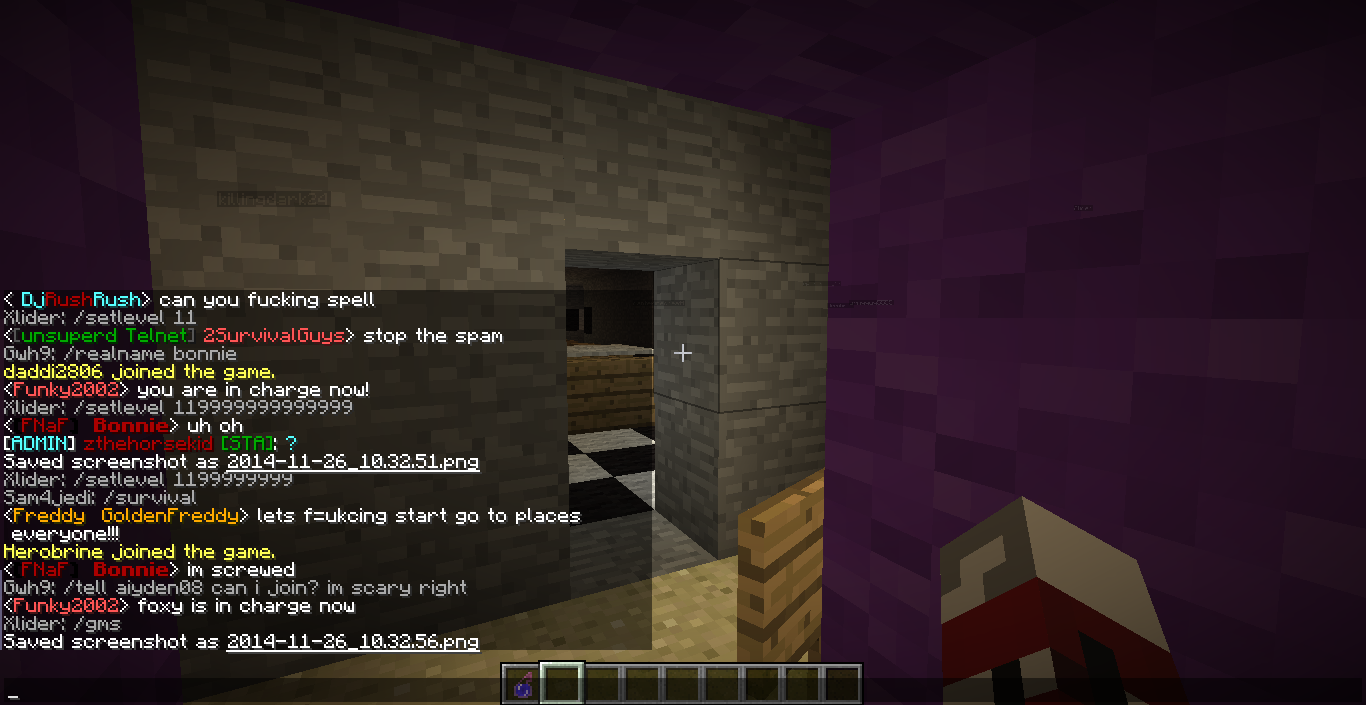 killingdark34
< DjRushRush> can you fucking spell
Xlider: /setlevel 11
<[unsuperd Telnet] 2SurvivalGuys> stop the spam
Gwh9: /realname bonnie
daddi2806 joined the game.
<Funky2002> you are in charge now!
Xlider: /setlevel 1199999999999999
< FNaF  Bonnie> uh oh
[ADMIN] zthehorsekid [STA]: ?
Saved screenshot as 2014-11-26_10.32.51.png
Xlider: /setlevel 1199999999
Sam4jedi: /survival
<Freddy  GoldenFreddy> lets f=ukcing start go to places
everyone!!!
Herobrine joined the game.
< FNaF  Bonnie> im screwed
Gwh9: /tell aiyden08 can i join? im scary right
<Funky2002> foxy is in charge now
Xlider: /gms
Saved screenshot as 2014-11-26_10.32.56.png
_